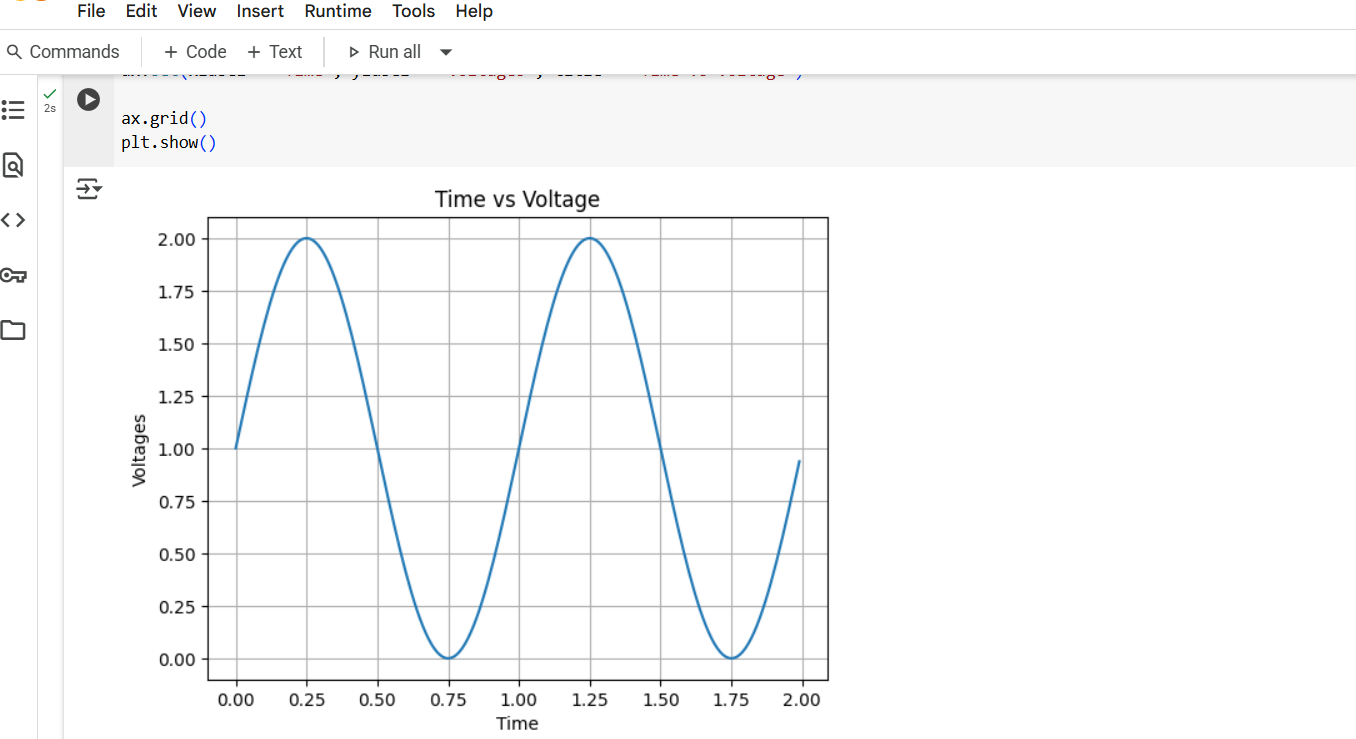 File Edit View Insert Runtime Tools Help
Commands + Code + Text Run all
2s
ax.grid()
plt.show()
Time vs Voltage
2.00
1.75
1.50
1.25
1.00
0.75
0.50
0.25
0.00
Voltages
0.00 0.25 0.50 0.75 1.00 1.25 1.50 1.75 2.00
Time